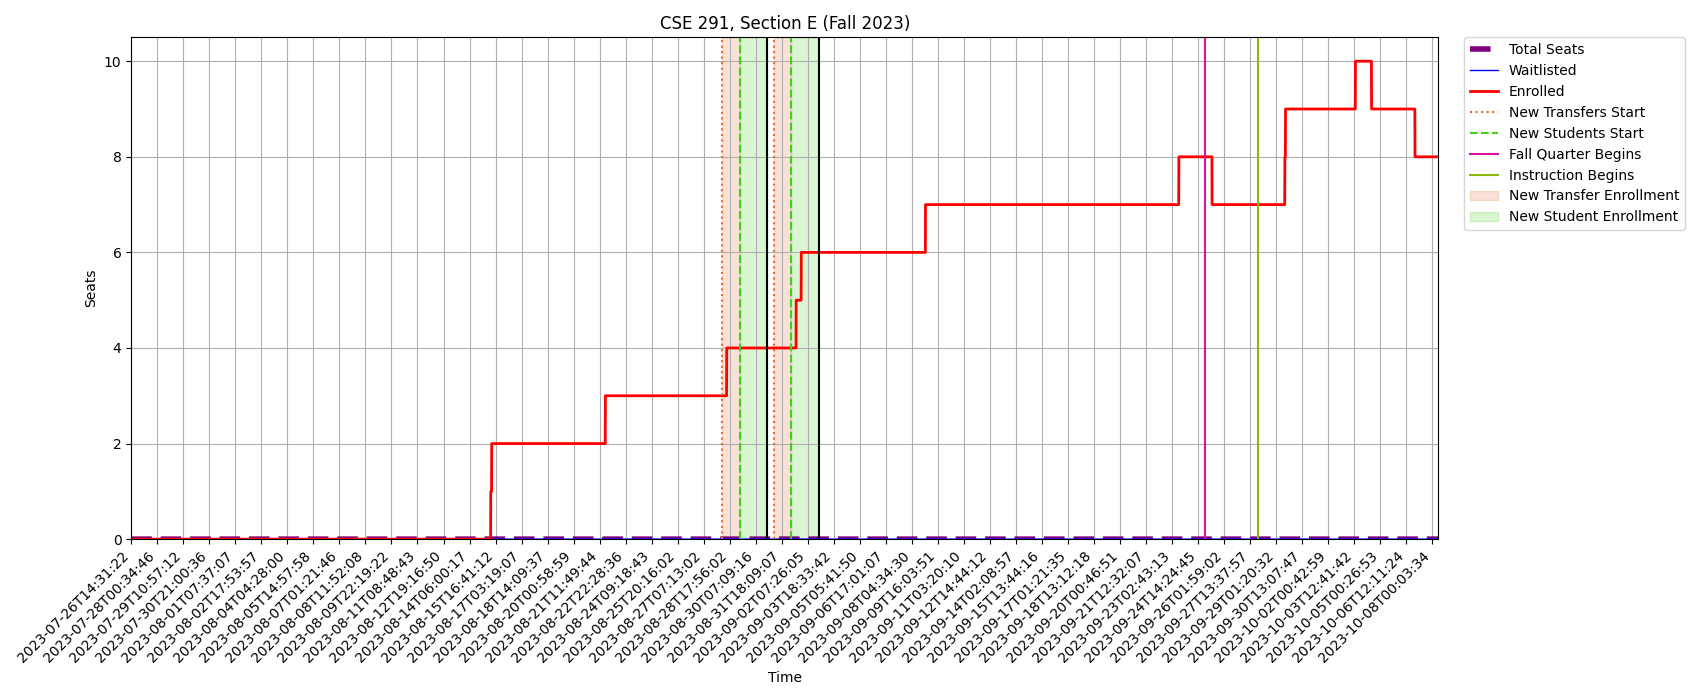 CSE 291, Section E (Fall 2023)
Seats
10
8
6
4
2
0
2023-07-26T14:31:22
2023-07-28T00:34:46
2023-07-29T10:57:12
2023-07-30T21:00:36
2023-08-01T07:37:07
2023-08-02T17:53:57
2023-08-04T04:28:00
2023-08-05T14:57:58
2023-08-07T01:21:46
2023-08-08T11:52:08
2023-08-09T22:19:22
2023-08-11T08:48:43
2023-08-12T19:16:50
2023-08-14T06:00:17
2023-08-15T16:41:12
2023-08-17T03:19:07
2023-08-18T14:09:37
2023-08-20T00:58:59
2023-08-21T11:49:44
2023-08-22T22:28:36
2023-08-24T09:18:43
2023-08-25T20:16:02
2023-08-27T07:13:02
2023-08-28T17:56:02
2023-08-30T07:09:16
2023-08-31T18:09:07
2023-09-02T07:26:05
2023-09-03T18:33:42
2023-09-05T05:41:50
2023-09-06T17:01:07
2023-09-08T04:34:30
2023-09-09T16:03:51
2023-09-11T03:20:10
2023-09-12T14:44:12
2023-09-14T02:08:57
2023-09-15T13:44:16
2023-09-17T01:21:35
2023-09-18T13:12:18
2023-09-20T00:46:51
2023-09-21T12:32:07
2023-09-23T02:43:13
2023-09-24T14:24:45
2023-09-26T01:59:02
2023-09-27T13:37:57
2023-09-29T01:20:32
2023-09-30T13:07:47
2023-10-02T00:42:59
2023-10-03T12:41:42
2023-10-05T00:26:53
2023-10-06T12:11:24
2023-10-08T00:03:34
Time
Total Seats
Waitlisted
Enrolled
New Transfers Start
New Students Start
Fall Quarter Begins
Instruction Begins
New Transfer Enrollment
New Student Enrollment